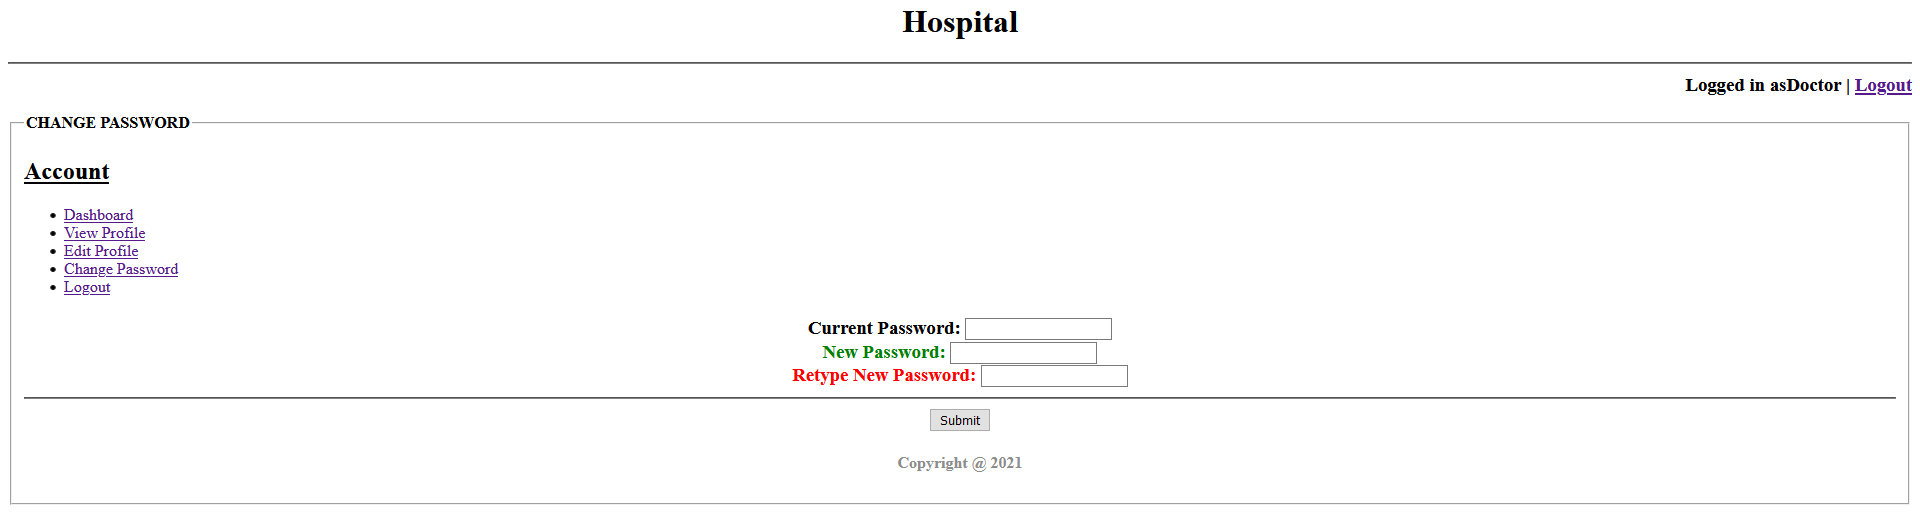 Hospital
Logged in asDoctor | Logout
CHANGE PASSWORD
Account
Dashboard
View Profile
Edit Profile
Change Password
Logout
Current Password:
New Password:
Retype New Password:
Submit
Copyright @ 2021